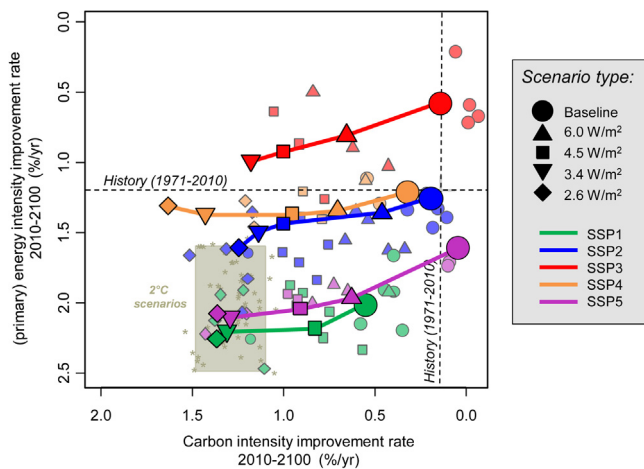 0.0
0.5
1.0
1.5
2.0
2.5
(primary) energy intensity improvement rate
2010-2100 (%/yr)
History (1971-2010)
2°C
scenarios
History (1971-2010)
2.0
1.5
1.0
0.5
0.0
Carbon intensity improvement rate
2010-2100 (%/yr)
Scenario type:
Baseline
6.0 W/m²
4.5 W/m²
3.4 W/m²
2.6 W/m²
SSP1
SSP2
SSP3
SSP4
SSP5